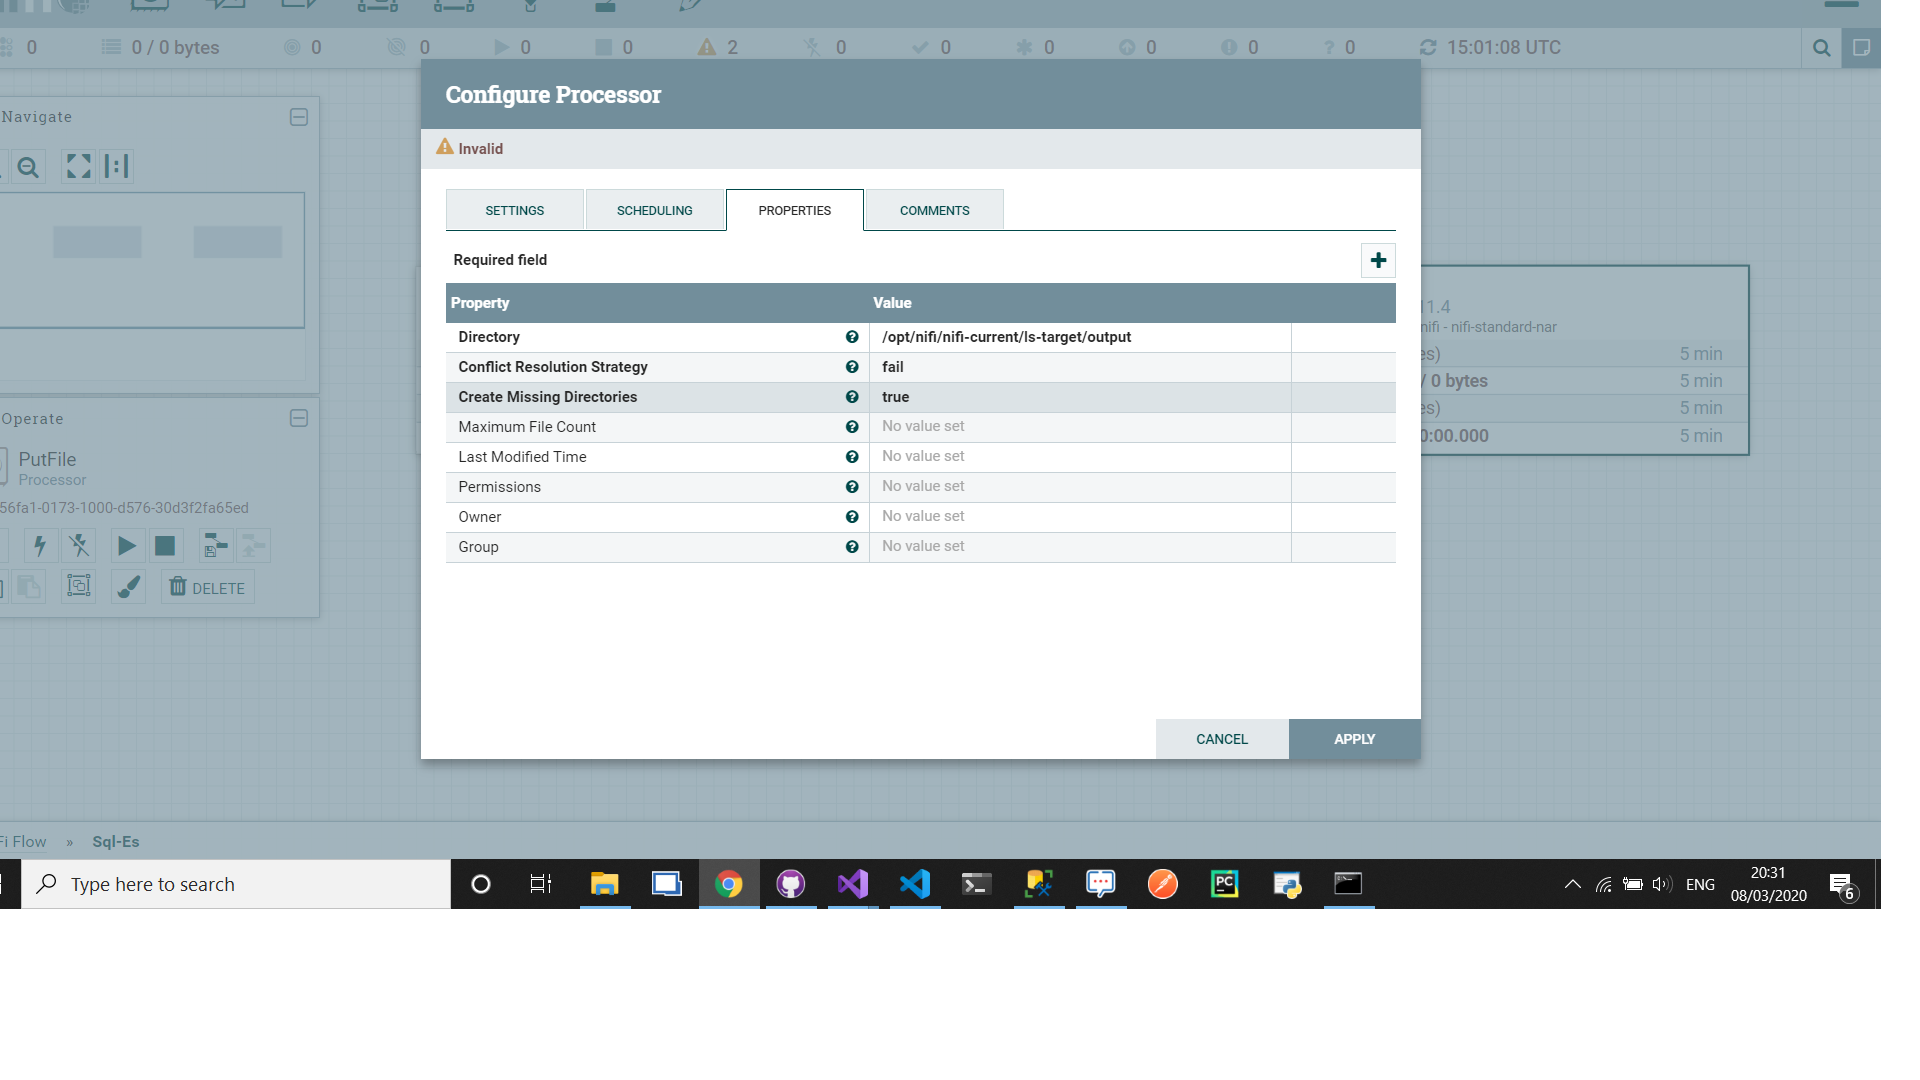 0
0 / 0 bytes
0
0
0
0
2
0
0
0
0
0
0
15:01:08 UTC
Configure Processor
Invalid
SETTINGS
SCHEDULING
PROPERTIES
COMMENTS
Required field
Property
Value
Directory
/opt/nifi/nifi-current/ls-target/output
Conflict Resolution Strategy
fail
Create Missing Directories
true
Maximum File Count
No value set
Last Modified Time
No value set
Permissions
No value set
Owner
No value set
Group
No value set
CANCEL
APPLY
Navigate
Operate
PutFile
Processor
56fa1-0173-1000-d576-30d3f2fa65ed
DELETE
11.4
nifi - nifi-standard-nar
es)
5 min
/ 0 bytes
5 min
es)
5 min
0:00.000
5 min
Fi Flow
»
Sql-Es
Type here to search
PC
ENG
20:31
08/03/2020
6